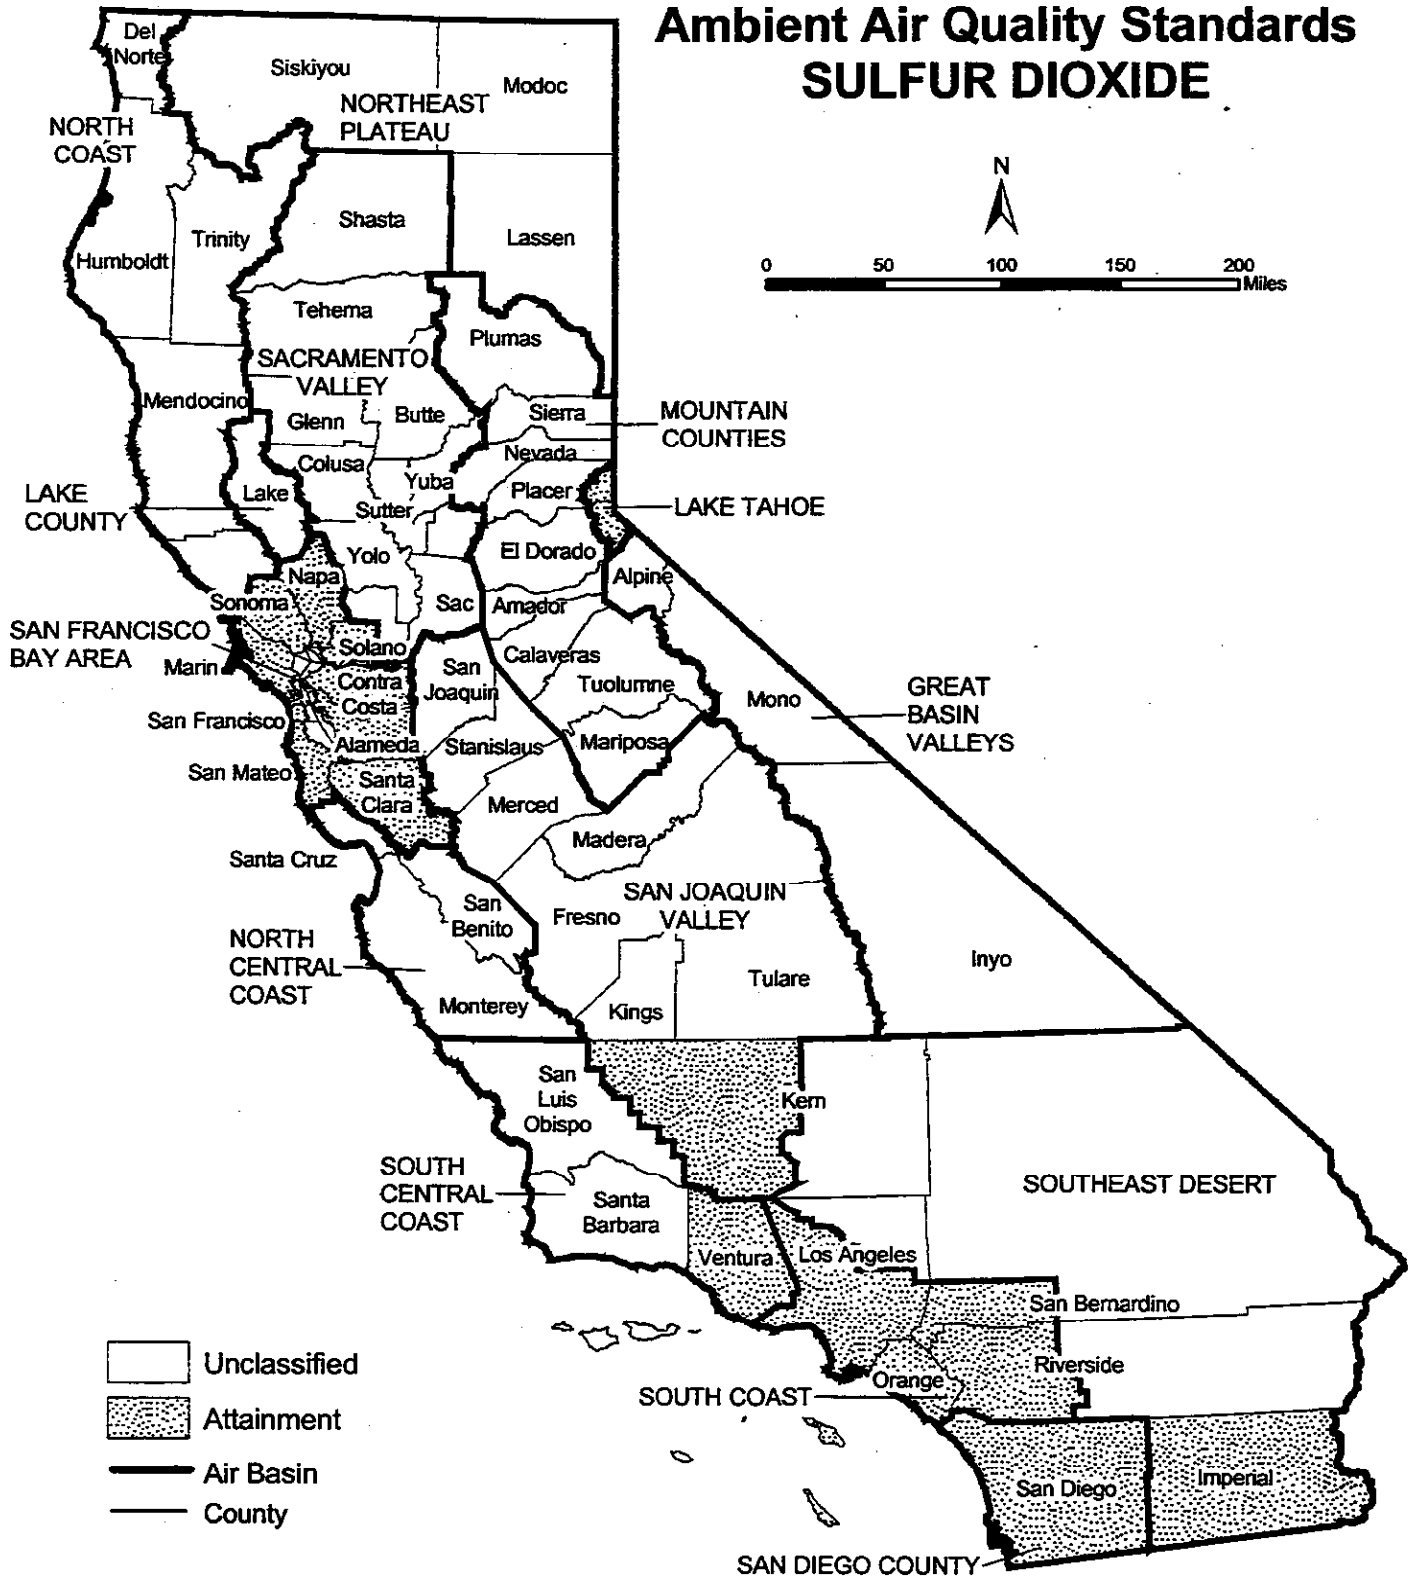 Ambient Air Quality Standards
SULFUR DIOXIDE
N
0 50 100 150 200
Miles
Del
Norte
Siskiyou
Modoc
NORTHEAST
PLATEAU
NORTH
COAST
Shasta
Trinity
Lassen
Humboldt
Tehema
Plumas
SACRAMENTO
VALLEY
Mendocino
Glenn
Butte
Sierra
MOUNTAIN
COUNTIES
Colusa
Nevada
Yuba
Placer
LAKE
COUNTY
Lake
Sutter
LAKE TAHOE
Yolo
El Dorado
Napa
Alpine
Sonoma
Sac
Amador
SAN FRANCISCO
BAY AREA
Solano
Marin
Calaveras
San
Joaquin
Contra
Costa
Tuolumne
Mono
GREAT
BASIN
VALLEYS
San Francisco
Alameda
Stanislaus
Mariposa
San Mateo
Santa
Clara
Merced
Madera
Santa Cruz
SAN JOAQUIN
VALLEY
San
Benito
Fresno
NORTH
CENTRAL
COAST
Inyo
Tulare
Monterey
Kings
San
Luis
Obispo
Kern
SOUTH
CENTRAL
COAST
SOUTHEAST DESERT
Santa
Barbara
Ventura
Los Angeles
San Bernardino
Riverside
Orange
SOUTH COAST
San Diego
Imperial
SAN DIEGO COUNTY
Unclassified
Attainment
Air Basin
County